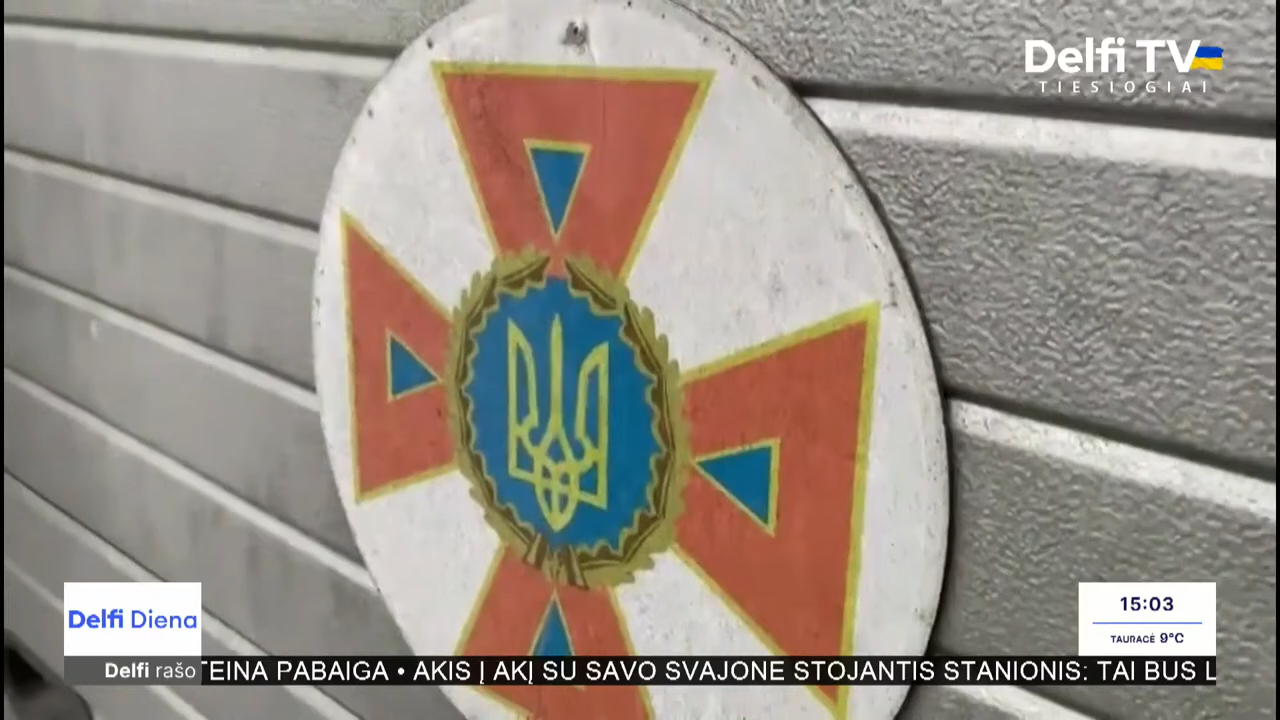 Delfi TV
TIESIOGIAI
Delfi Diena
15:03
TAURAGĖ 9°C
Delfi rašo TEINA PABAIGA • AKIS Į AKĮ SU SAVO SVAJONE STOJANTIS STANIONIS: TAI BUS L